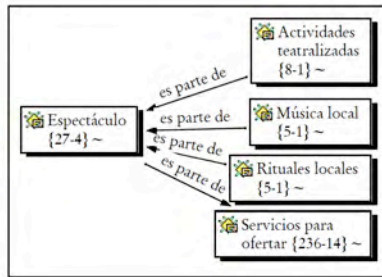 Actividades
teatralizadas
{8-1} ~
es parte de
Espectáculo
{27-4} ~
es parte de
Música local
{5-1} ~
es parte de
Rituales locales
{5-1} ~
es parte de
Servicios para
ofertar {236-14} ~